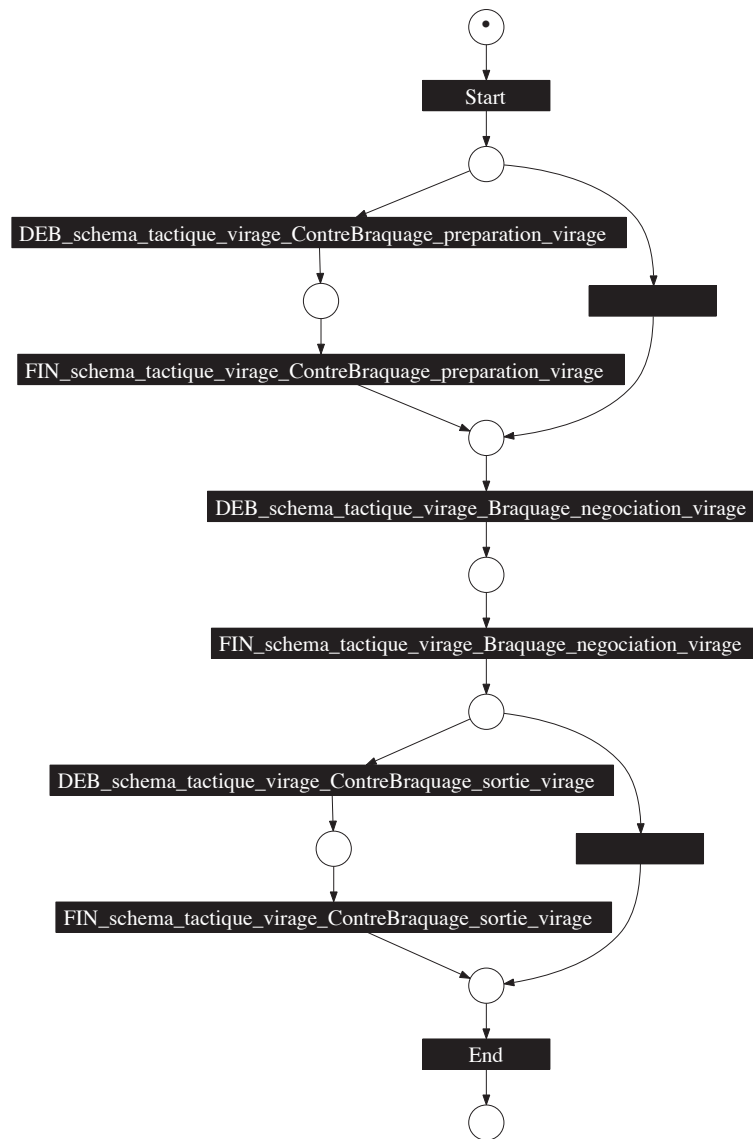 Start
DEB_schema_tactique_virage_ContreBraquage_preparation_virage
FIN_schema_tactique_virage_ContreBraquage_preparation_virage
DEB_schema_tactique_virage_Braquage_negociation_virage
FIN_schema_tactique_virage_Braquage_negociation_virage
DEB_schema_tactique_virage_ContreBraquage_sortie_virage
FIN_schema_tactique_virage_ContreBraquage_sortie_virage
End